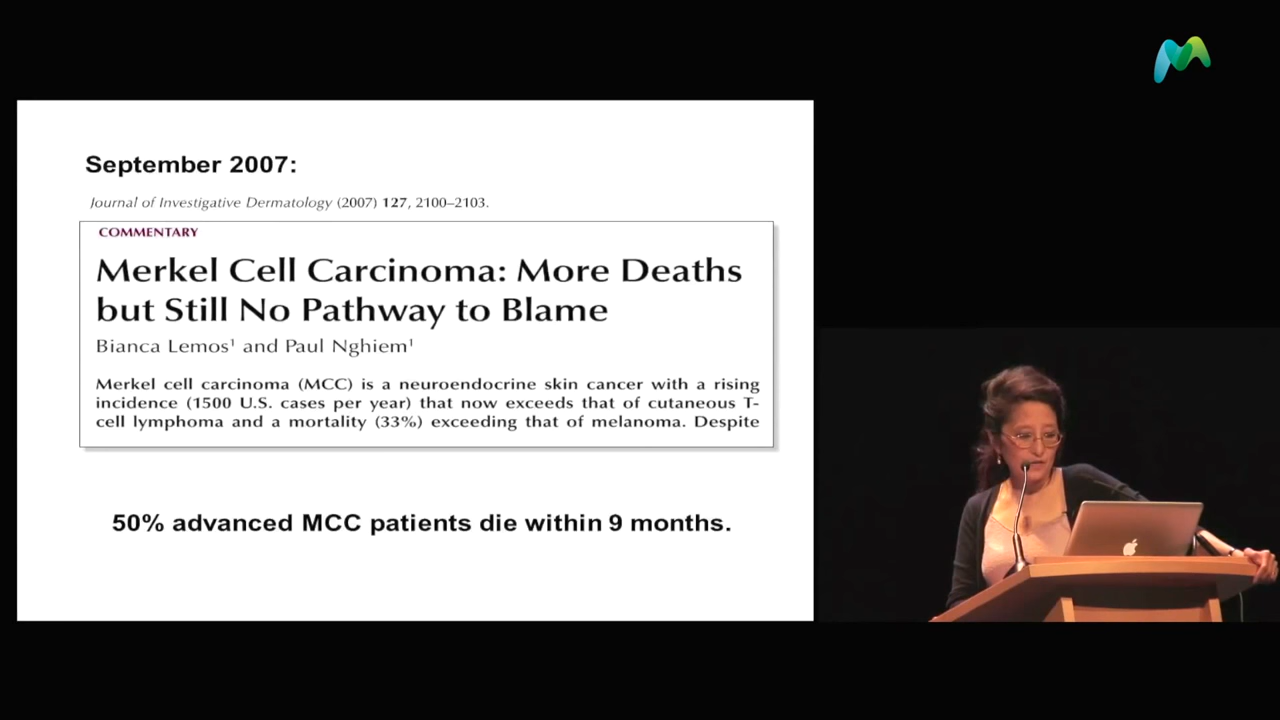 September 2007:
Journal of Investigative Dermatology (2007) 127, 2100–2103.
COMMENTARY
Merkel Cell Carcinoma: More Deaths
but Still No Pathway to Blame
Bianca Lemos¹ and Paul Nghiem¹
Merkel cell carcinoma (MCC) is a neuroendocrine skin cancer with a rising
incidence (1500 U.S. cases per year) that now exceeds that of cutaneous T-
cell lymphoma and a mortality (33%) exceeding that of melanoma. Despite
50% advanced MCC patients die within 9 months.